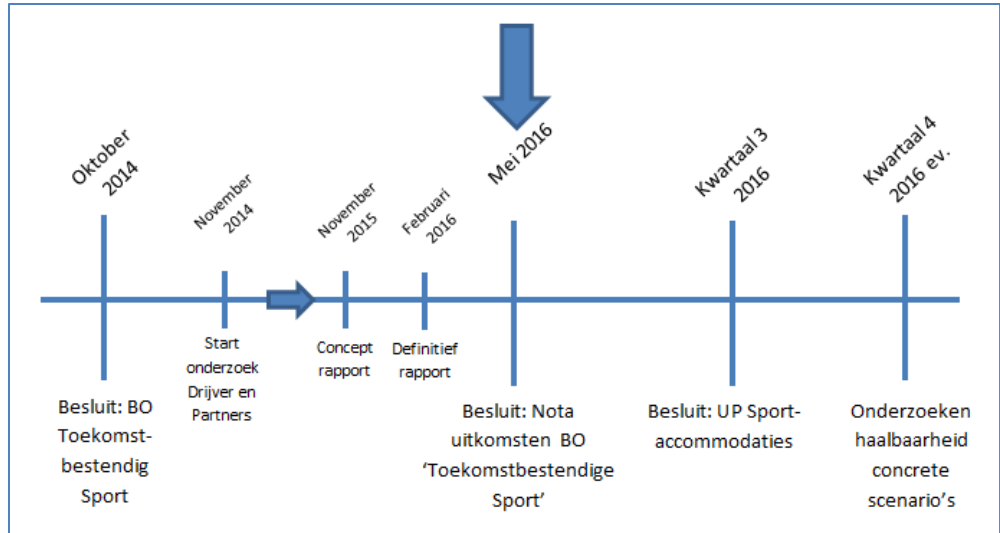 Oktober
2014
November
2014
November
2015
Februari
2016
Mei 2016
Kwartaal 3
2016
Kwartaal 4
2016 ev.
Start
onderzoek
Drijver en
Partners
Concept
rapport
Definitief
rapport
Besluit: BO
Toekomst-
bestendig
Sport
Besluit: Nota
uitkomsten BO
‘Toekomstbestendige
Sport’
Besluit: UP Sport-
accommodaties
Onderzoeken
haalbaarheid
concrete
scenario’s